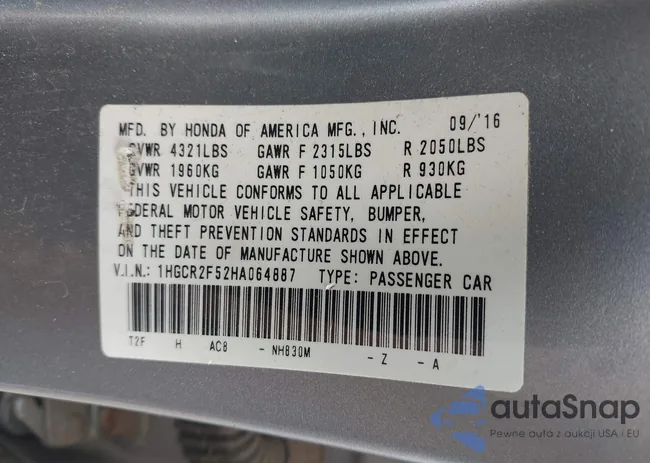 MFD. BY HONDA OF AMERICA MFG., INC. 09/'16
GVWR 4321LBS GAWR F 2315LBS R 2050LBS
GVWR 1960KG GAWR F 1050KG R 930KG
THIS VEHICLE CONFORMS TO ALL APPLICABLE
FEDERAL MOTOR VEHICLE SAFETY, BUMPER,
AND THEFT PREVENTION STANDARDS IN EFFECT
ON THE DATE OF MANUFACTURE SHOWN ABOVE.
V.I.N.: 1HGCR2F52HA064887 TYPE: PASSENGER CAR
T2F H AC8 - NH830M - Z - A
autaSnap
Pewne auta z aukcji USA i EU